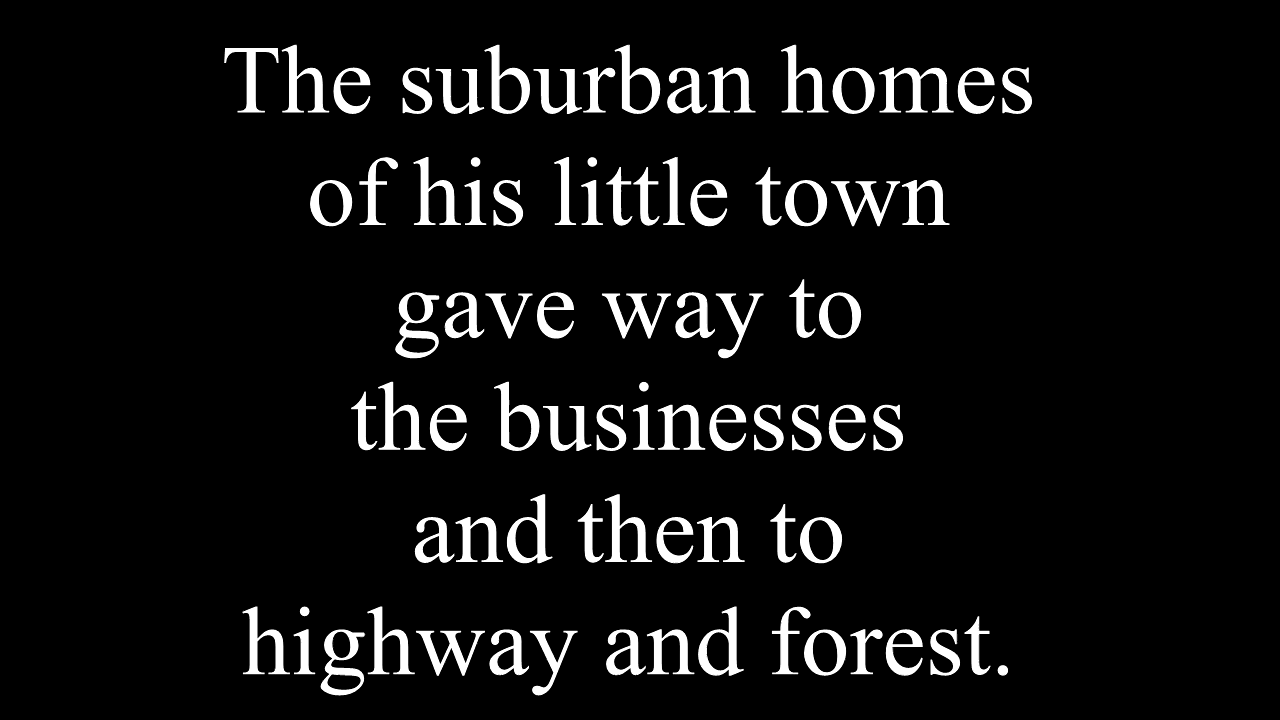 The suburban homes
of his little town
gave way to
the businesses
and then to
highway and forest.